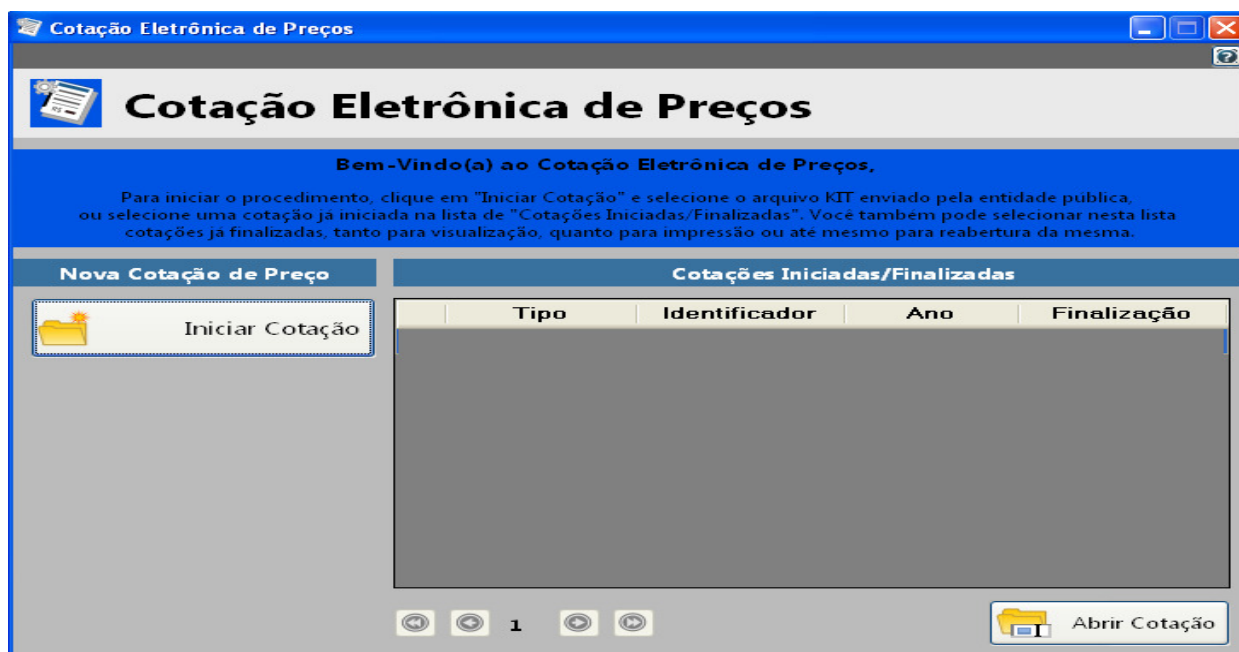 Cotação Eletrônica de Preços
Cotação Eletrônica de Preços
Bem-Vindo(a) ao Cotação Eletrônica de Preços,
Para iniciar o procedimento, clique em "Iniciar Cotação" e selecione o arquivo KIT enviado pela entidade pública,
ou selecione uma cotação já iniciada na lista de "Cotações Iniciadas/Finalizadas". Você também pode selecionar nesta lista
cotações já finalizadas, tanto para visualização, quanto para impressão ou até mesmo para reabertura da mesma.
Nova Cotação de Preço
Cotações Iniciadas/Finalizadas
Iniciar Cotação
Tipo Identificador Ano Finalização
1
Abrir Cotação